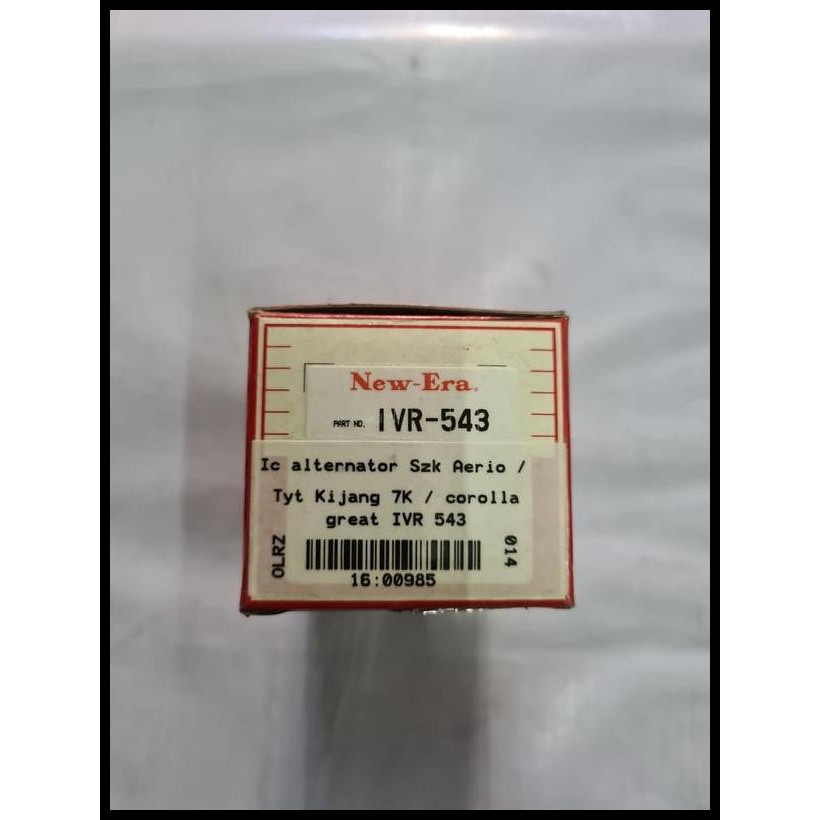 New-Era.
PART NO. IVR-543
Ic alternator Szk Aerio /
Tyt Kijang 7K / corolla
great IVR 543
OLRZ
014
16:00985